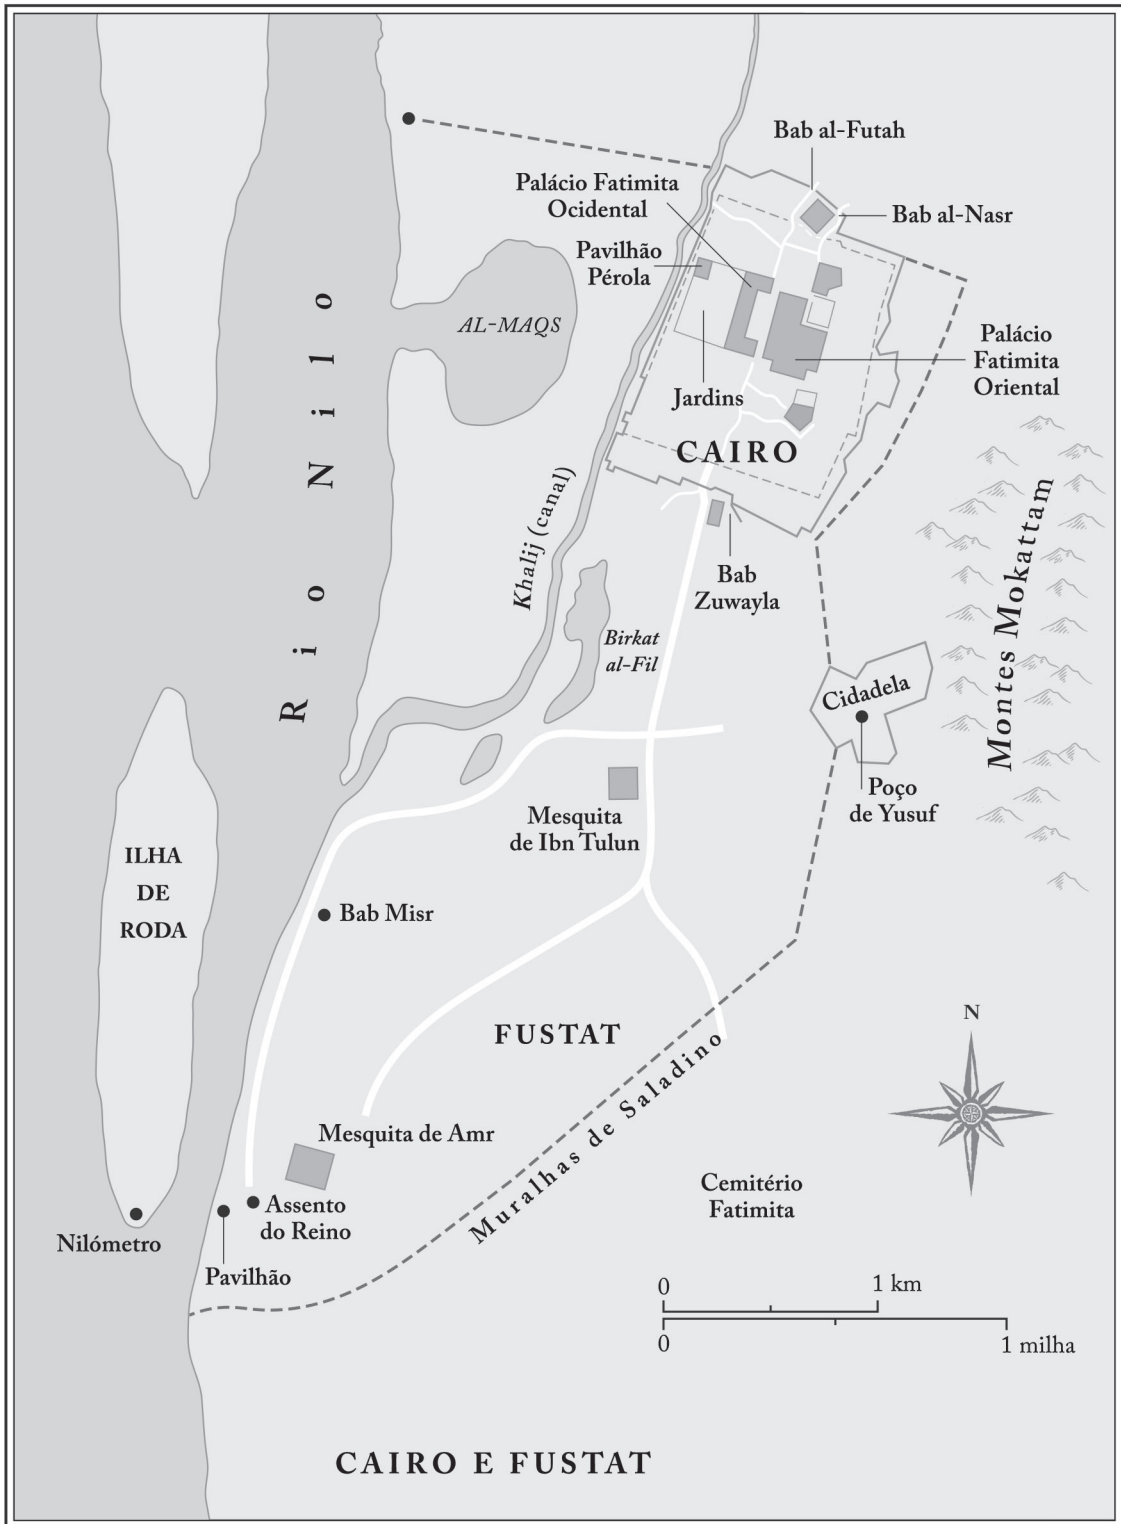 Bab al-Futah
Palácio Fatimita
Ocidental
Bab al-Nasr
Pavilhão
Pérola
AL-MAQS
Rio Nilo
Palácio
Fatimita
Oriental
Jardins
CAIRO
Khalij (canal)
Montes Mokattam
Bab
Zuwayla
Birkat
al-Fil
Cidadela
Poço
de Yusuf
Mesquita
de Ibn Tulun
ILHA
DE
RODA
Bab Misr
FUSTAT
N
Muralhas de Saladino
Mesquita de Amr
Cemitério
Fatimita
Assento
do Reino
Nilómetro
Pavilhão
0
1 km
0
1 milha
CAIRO E FUSTAT